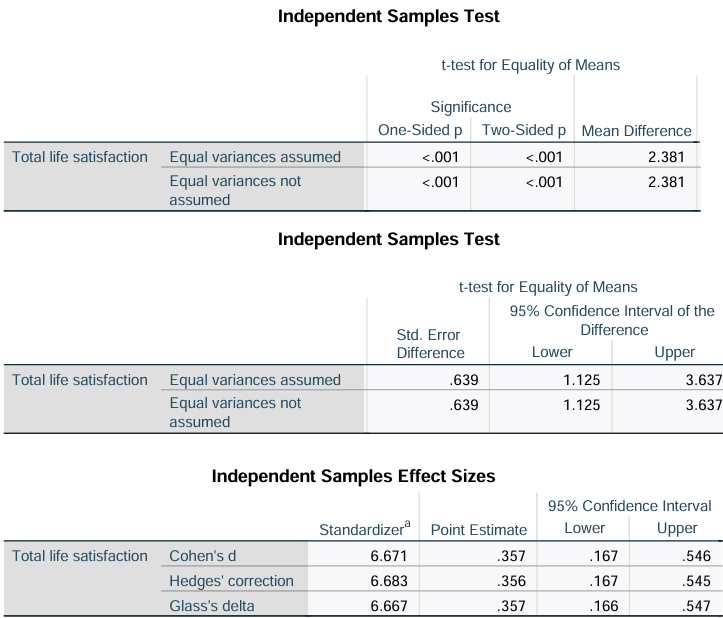 Independent Samples Test
t-test for Equality of Means
Significance
One-Sided p Two-Sided p Mean Difference
Total life satisfaction Equal variances assumed <.001 <.001 2.381
Equal variances not assumed <.001 <.001 2.381
Independent Samples Test
t-test for Equality of Means
Std. Error Difference 95% Confidence Interval of the Difference
Lower Upper
Total life satisfaction Equal variances assumed .639 1.125 3.637
Equal variances not assumed .639 1.125 3.637
Independent Samples Effect Sizes
95% Confidence Interval
Standardizerᵃ Point Estimate Lower Upper
Total life satisfaction Cohen's d 6.671 .357 .167 .546
Hedges' correction 6.683 .356 .167 .545
Glass's delta 6.667 .357 .166 .547